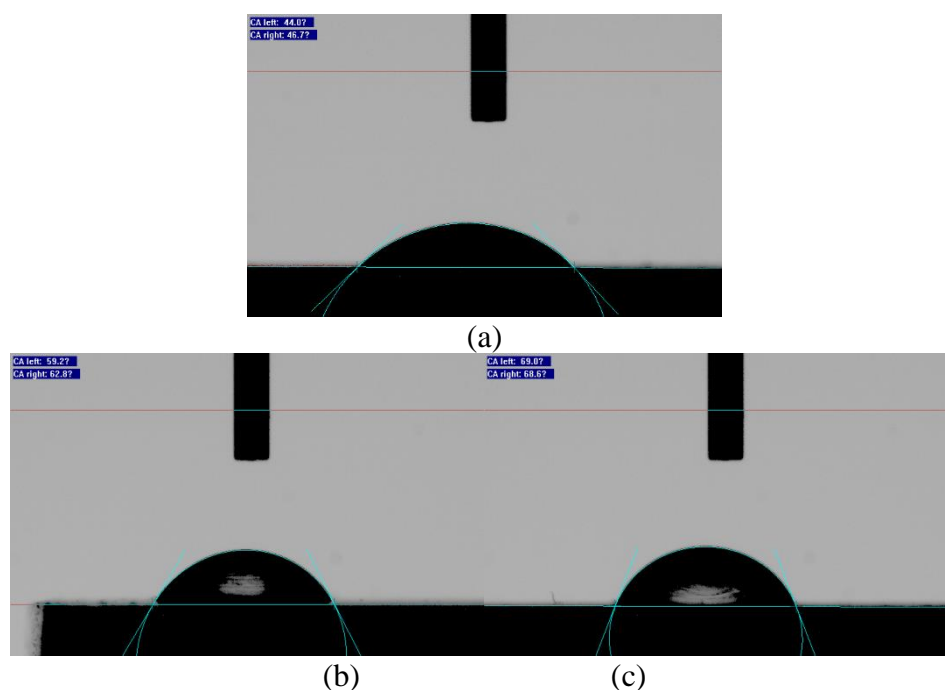 CA left: 44.0?
CA right: 46.7?
(a)
CA left: 59.2?
CA right: 62.8?
CA left: 69.0?
CA right: 68.6?
(b)
(c)